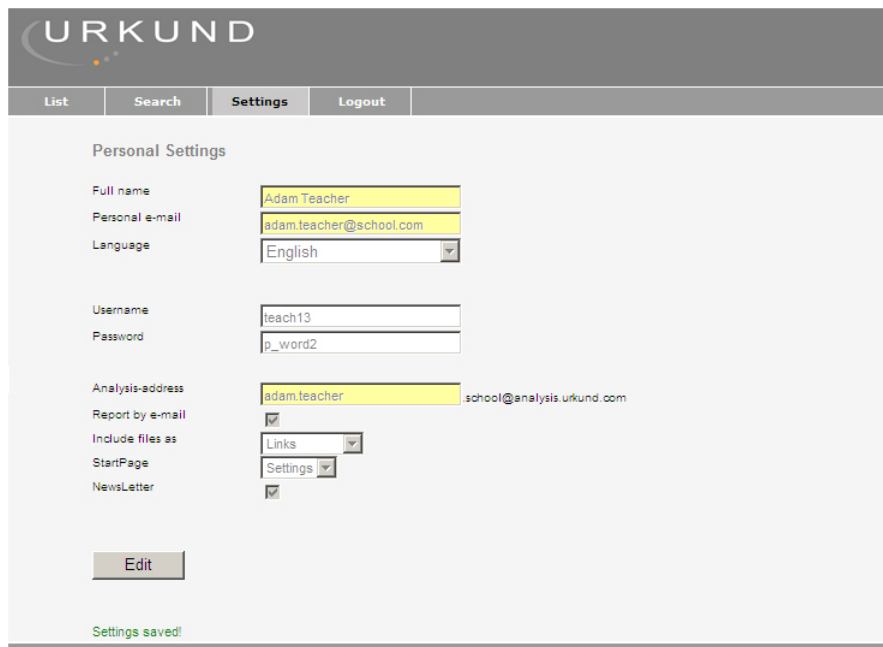 URKUND
List Search Settings Logout
Personal Settings
Full name Adam Teacher
Personal e-mail adam.teacher@school.com
Language English
Username teach13
Password p_word2
Analysis-address adam.teacher .school@analysis.urkund.com
Report by e-mail
Include files as Links
StartPage Settings
NewsLetter
Edit
Settings saved!